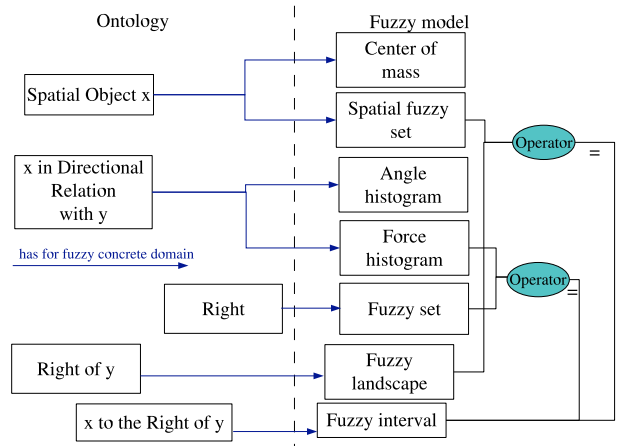 Ontology
Fuzzy model
Center of
mass
Spatial Object x
Spatial fuzzy
set
Operator
=
x in Directional
Relation
with y
Angle
histogram
has for fuzzy concrete domain
Force
histogram
Operator
=
Right
Fuzzy set
Right of y
Fuzzy
landscape
x to the Right of y
Fuzzy interval